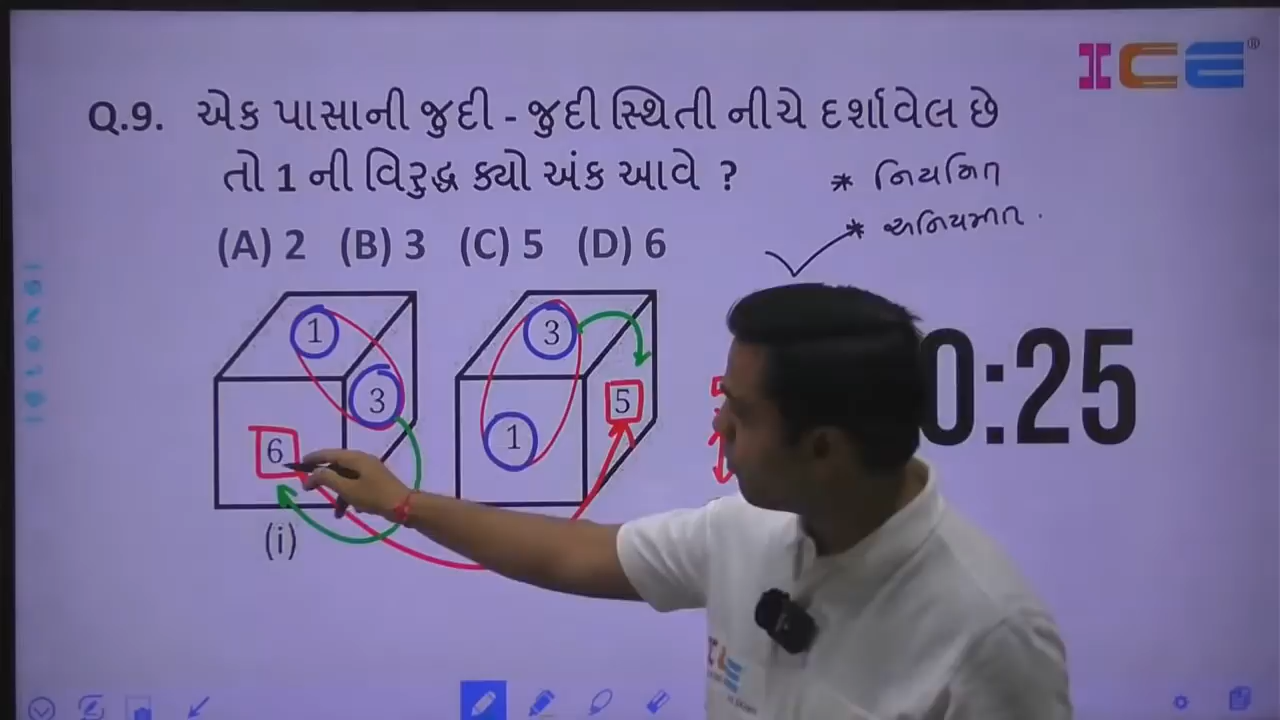 ICE®
Q.9. એક પાસાની જુદી - જુદી સ્થિતી નીચે દર્શાવેલ છે
તો 1 ની વિરુદ્ધ ક્યો અંક આવે ?
* નિયમિત
* અનિયમીત.
(A) 2 (B) 3 (C) 5 (D) 6
1
3
6
3
5
1
0:25
(i)
ICE